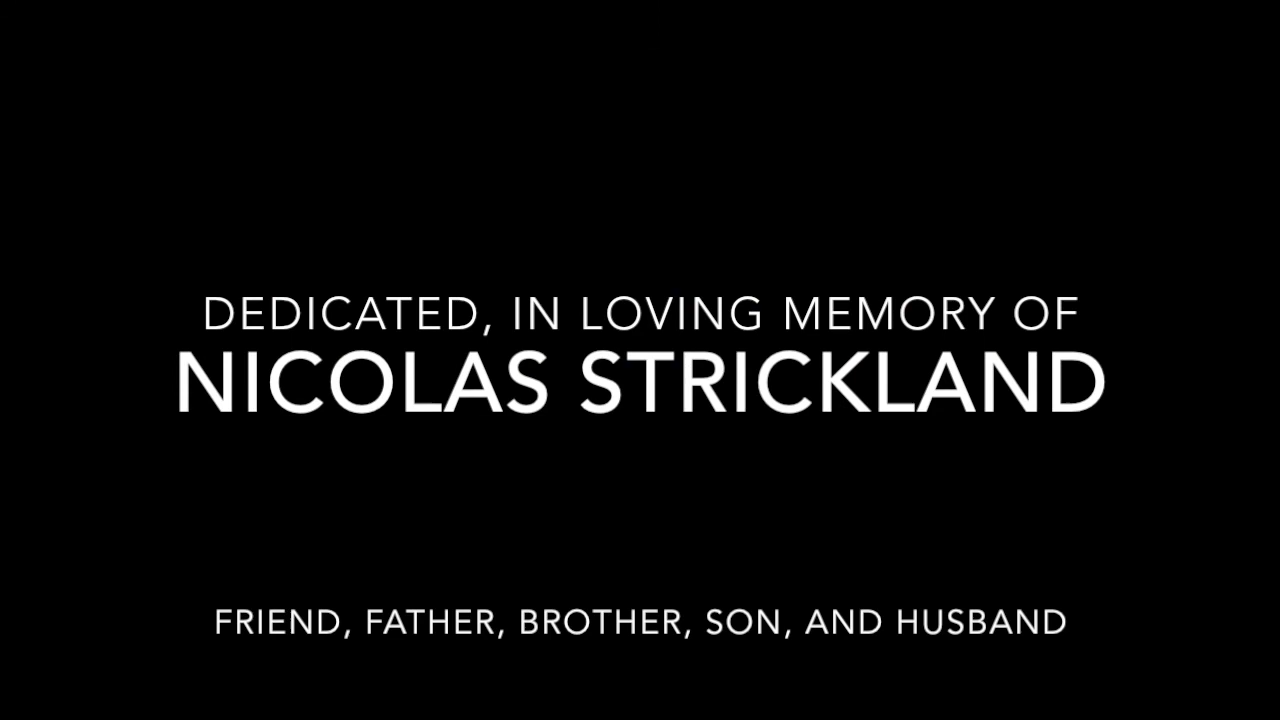 DEDICATED, IN LOVING MEMORY OF
NICOLAS STRICKLAND
FRIEND, FATHER, BROTHER, SON, AND HUSBAND